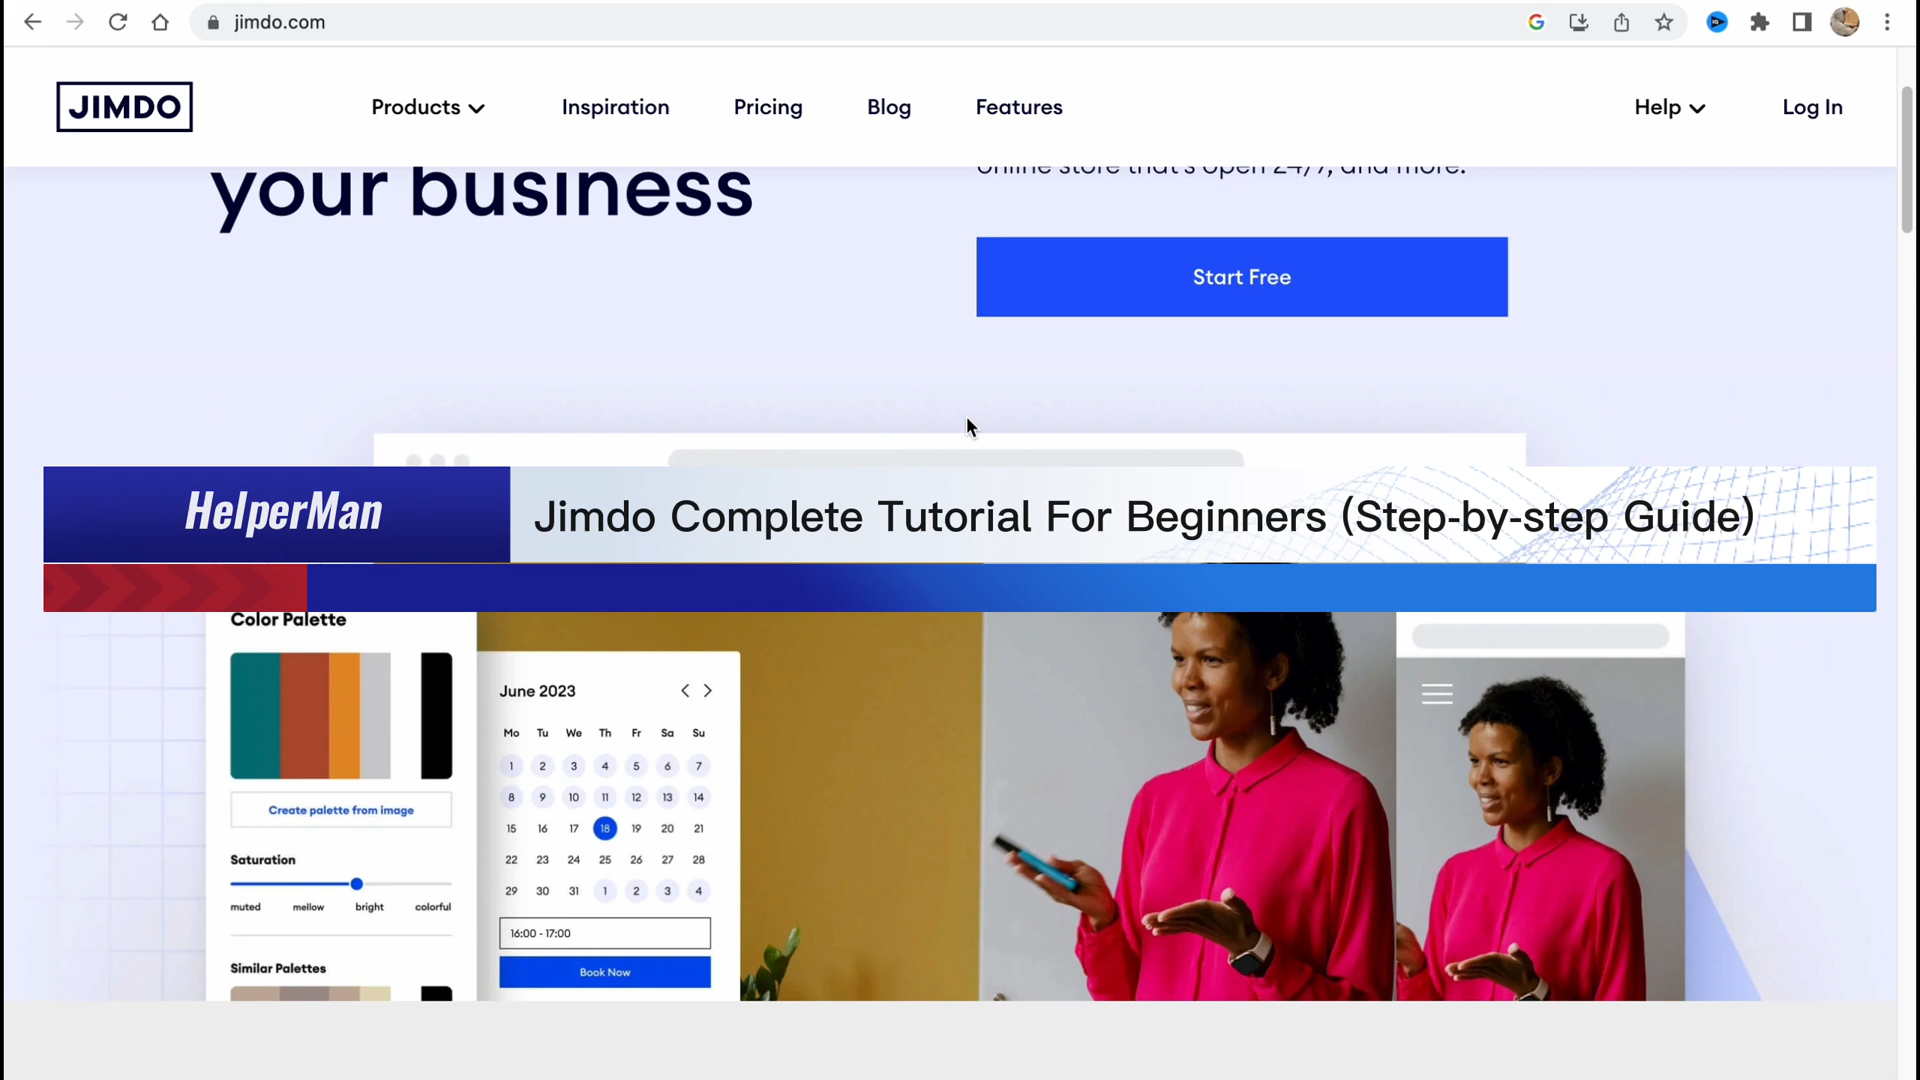 jimdo.com
JIMDO
Products
Inspiration
Pricing
Blog
Features
Help
Log In
your business
online store that's open 24/7, and more.
Start Free
HelperMan
Jimdo Complete Tutorial For Beginners (Step-by-step Guide)
Color Palette
Create palette from image
Saturation
muted mellow bright colorful
Similar Palettes
June 2023
Mo Tu We Th Fr Sa Su
1 2 3 4 5 6 7
8 9 10 11 12 13 14
15 16 17 18 19 20 21
22 23 24 25 26 27 28
29 30 31 1 2 3 4
16:00 - 17:00
Book Now